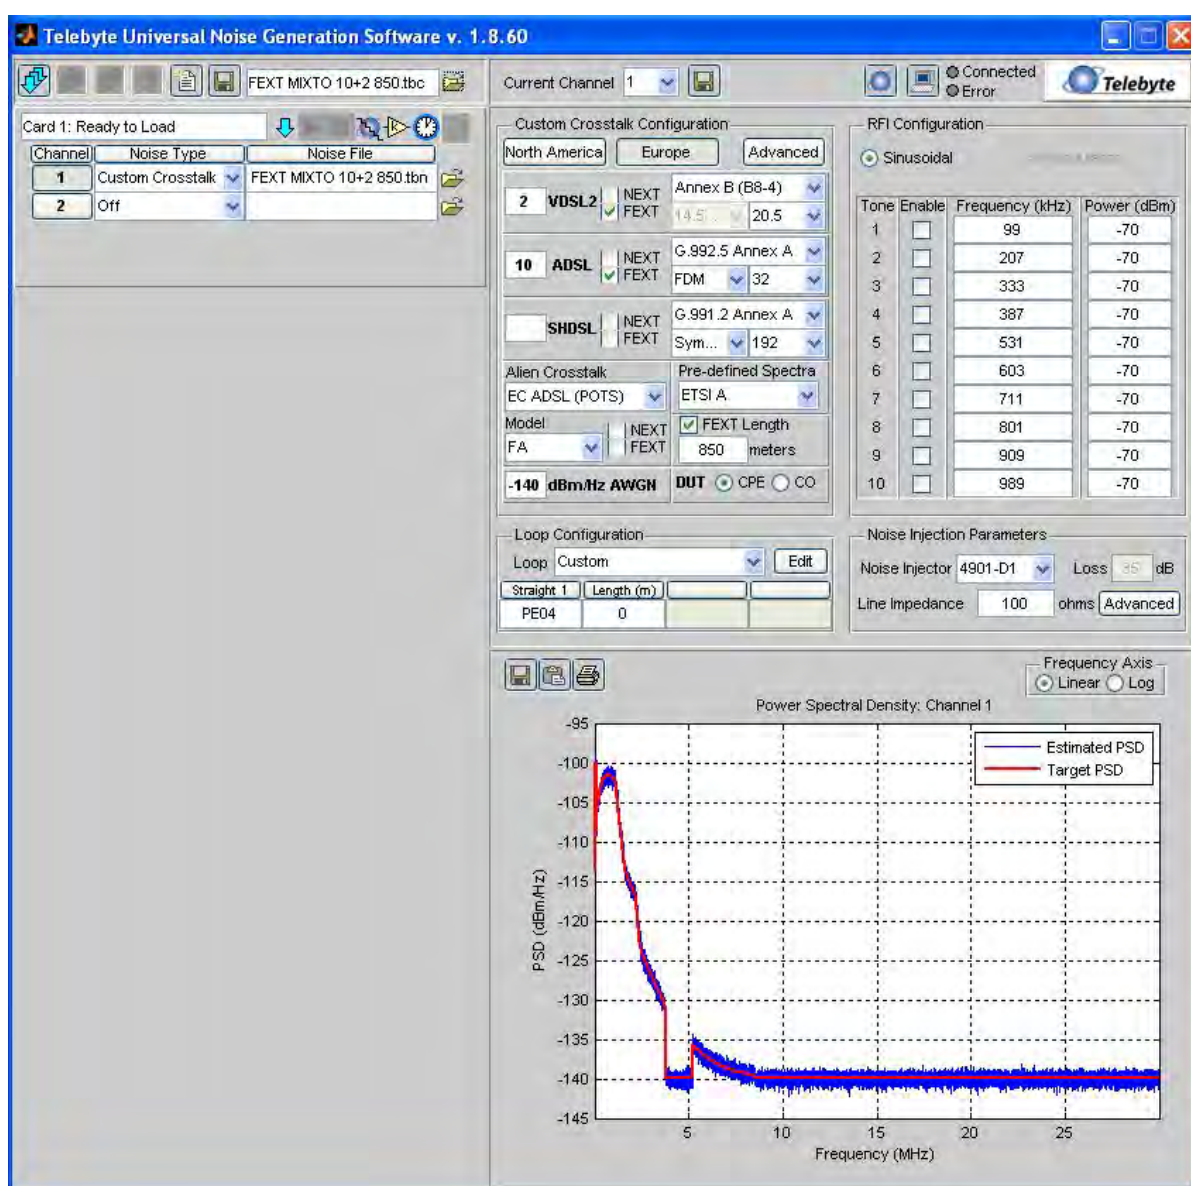 Telebyte Universal Noise Generation Software v. 1.8.60
FEXT MIXTO 10+2 850.tbc
Current Channel 1
Connected
Error
Telebyte
Card 1: Ready to Load
Channel Noise Type Noise File
1 Custom Crosstalk FEXT MIXTO 10+2 850.tbn
2 Off
Custom Crosstalk Configuration
North America Europe Advanced
2 VDSL2 NEXT Annex B (B8-4)
FEXT 14.5... 20.5
10 ADSL NEXT G.992.5 Annex A
FEXT FDM 32
SHDSL NEXT G.991.2 Annex A
FEXT Sym... 192
Alien Crosstalk Pre-defined Spectra
EC ADSL (POTS) ETSI A
Model NEXT FEXT Length
FA FEXT 850 meters
-140 dBm/Hz AWGN DUT CPE CO
RFI Configuration
Sinusoidal
Tone Enable Frequency (kHz) Power (dBm)
1 99 -70
2 207 -70
3 333 -70
4 387 -70
5 531 -70
6 603 -70
7 711 -70
8 801 -70
9 909 -70
10 989 -70
Loop Configuration
Loop Custom Edit
Straight 1 Length (m)
PE04 0
Noise Injection Parameters
Noise Injector 4901-D1 Loss 35 dB
Line Impedance 100 ohms Advanced
Frequency Axis
Linear Log
Power Spectral Density: Channel 1
Estimated PSD
Target PSD
PSD (dBm/Hz)
-95
-100
-105
-110
-115
-120
-125
-130
-135
-140
-145
5 10 15 20 25
Frequency (MHz)